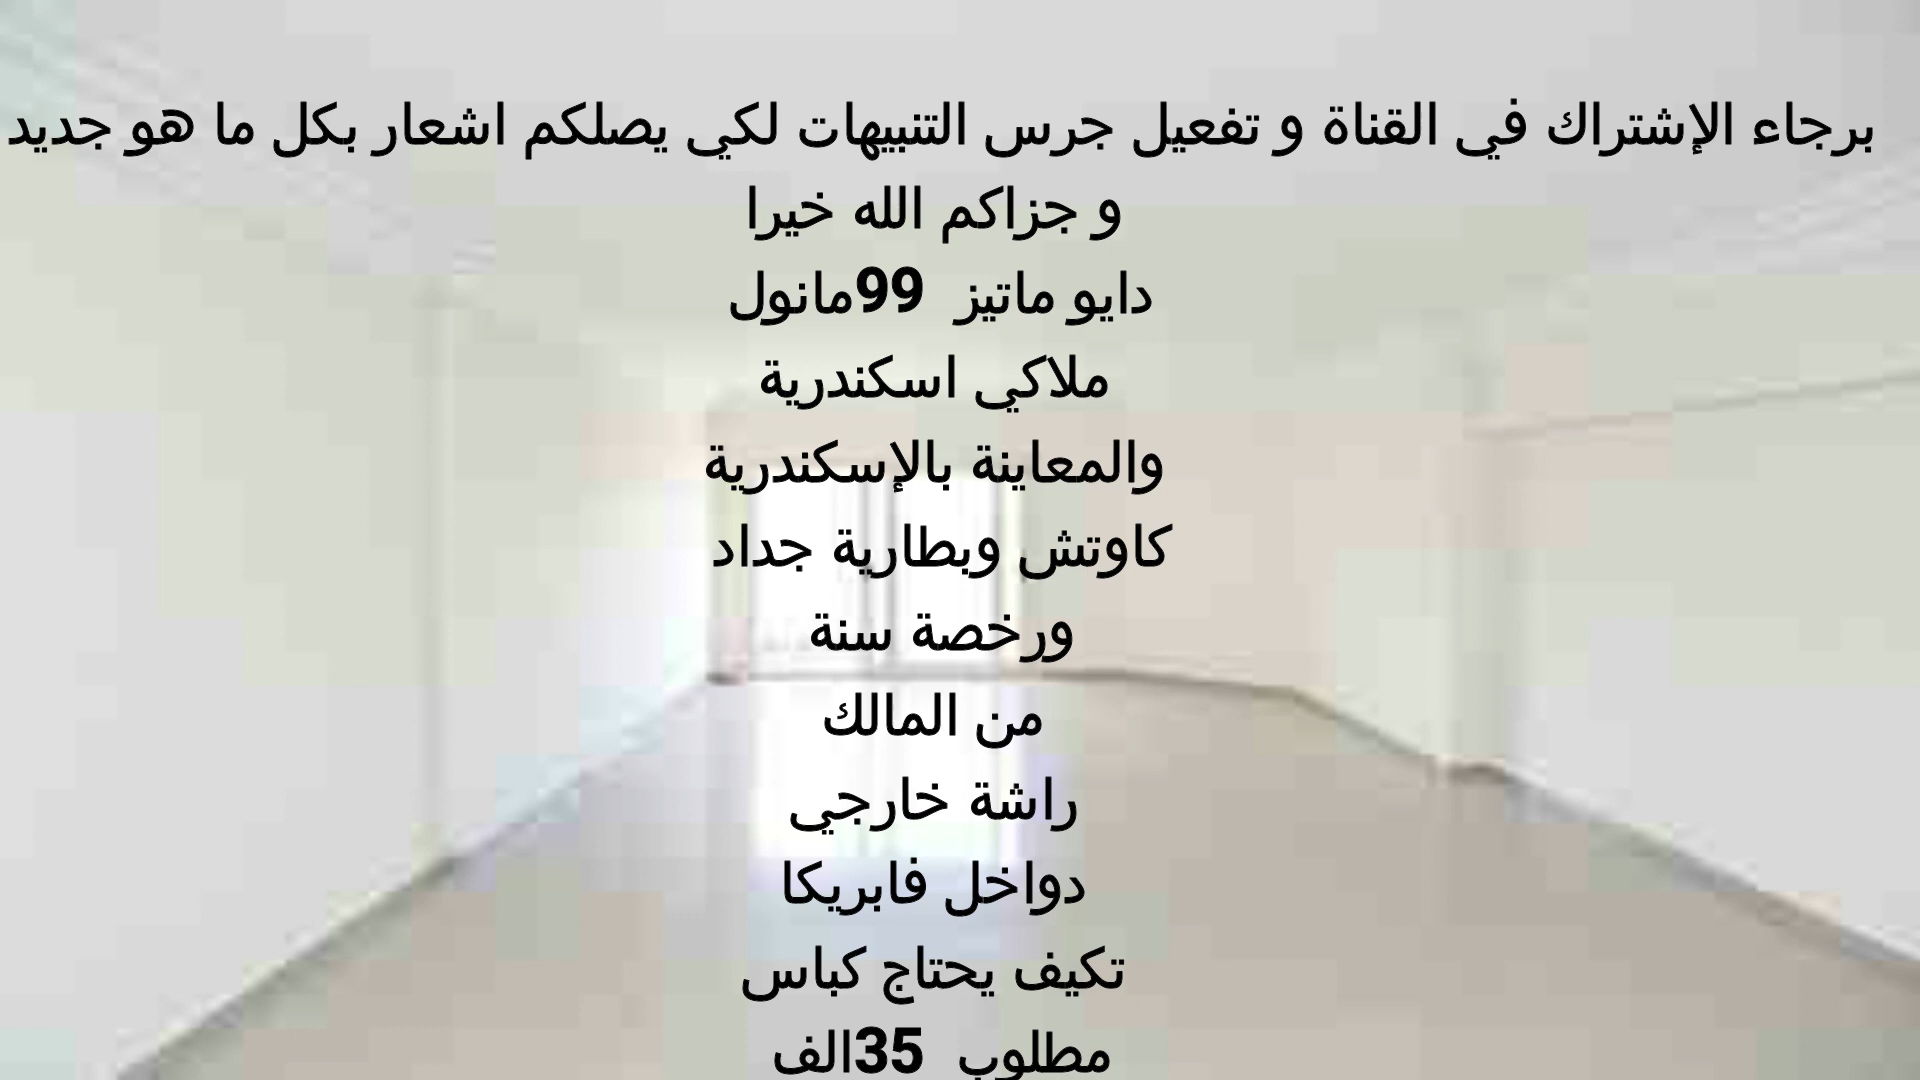 برجاء الإشتراك فى القناة و تفعيل جرس التنبيهات لكي يصلكم اشعار بكل ما هو جديد
و جزاكم الله خيرا
دايو ماتيز 99مانول
ملاكي اسكندرية
والمعاينة بالإسكندرية
كاوتش وبطارية جداد
ورخصة سنة
من المالك
راشة خارجي
دواخل فابريكا
تكيف يحتاج كباس
مطلوب 35الف